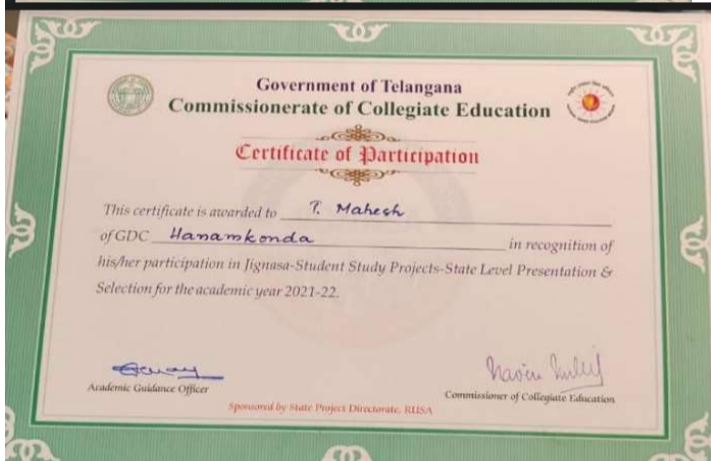 Government of Telangana
Commissionerate of Collegiate Education
Certificate of Participation
This certificate is awarded to T. Mahesh
of GDC Hanamkonda in recognition of
his/her participation in Jignasa-Student Study Projects-State Level Presentation &
Selection for the academic year 2021-22.
Academic Guidance Officer
Commissioner of Collegiate Education
Sponsored by State Project Directorate, RUSA